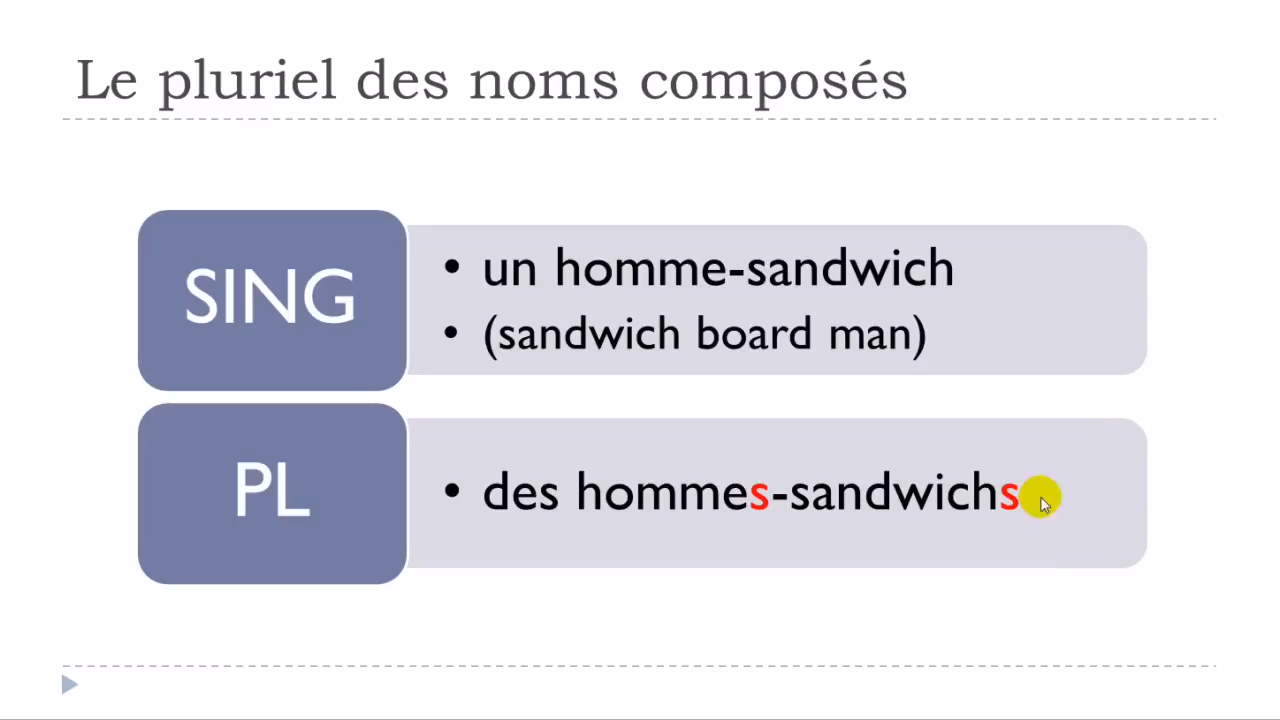 Le pluriel des noms composés
SING
• un homme-sandwich
• (sandwich board man)
PL
• des hommes-sandwichs